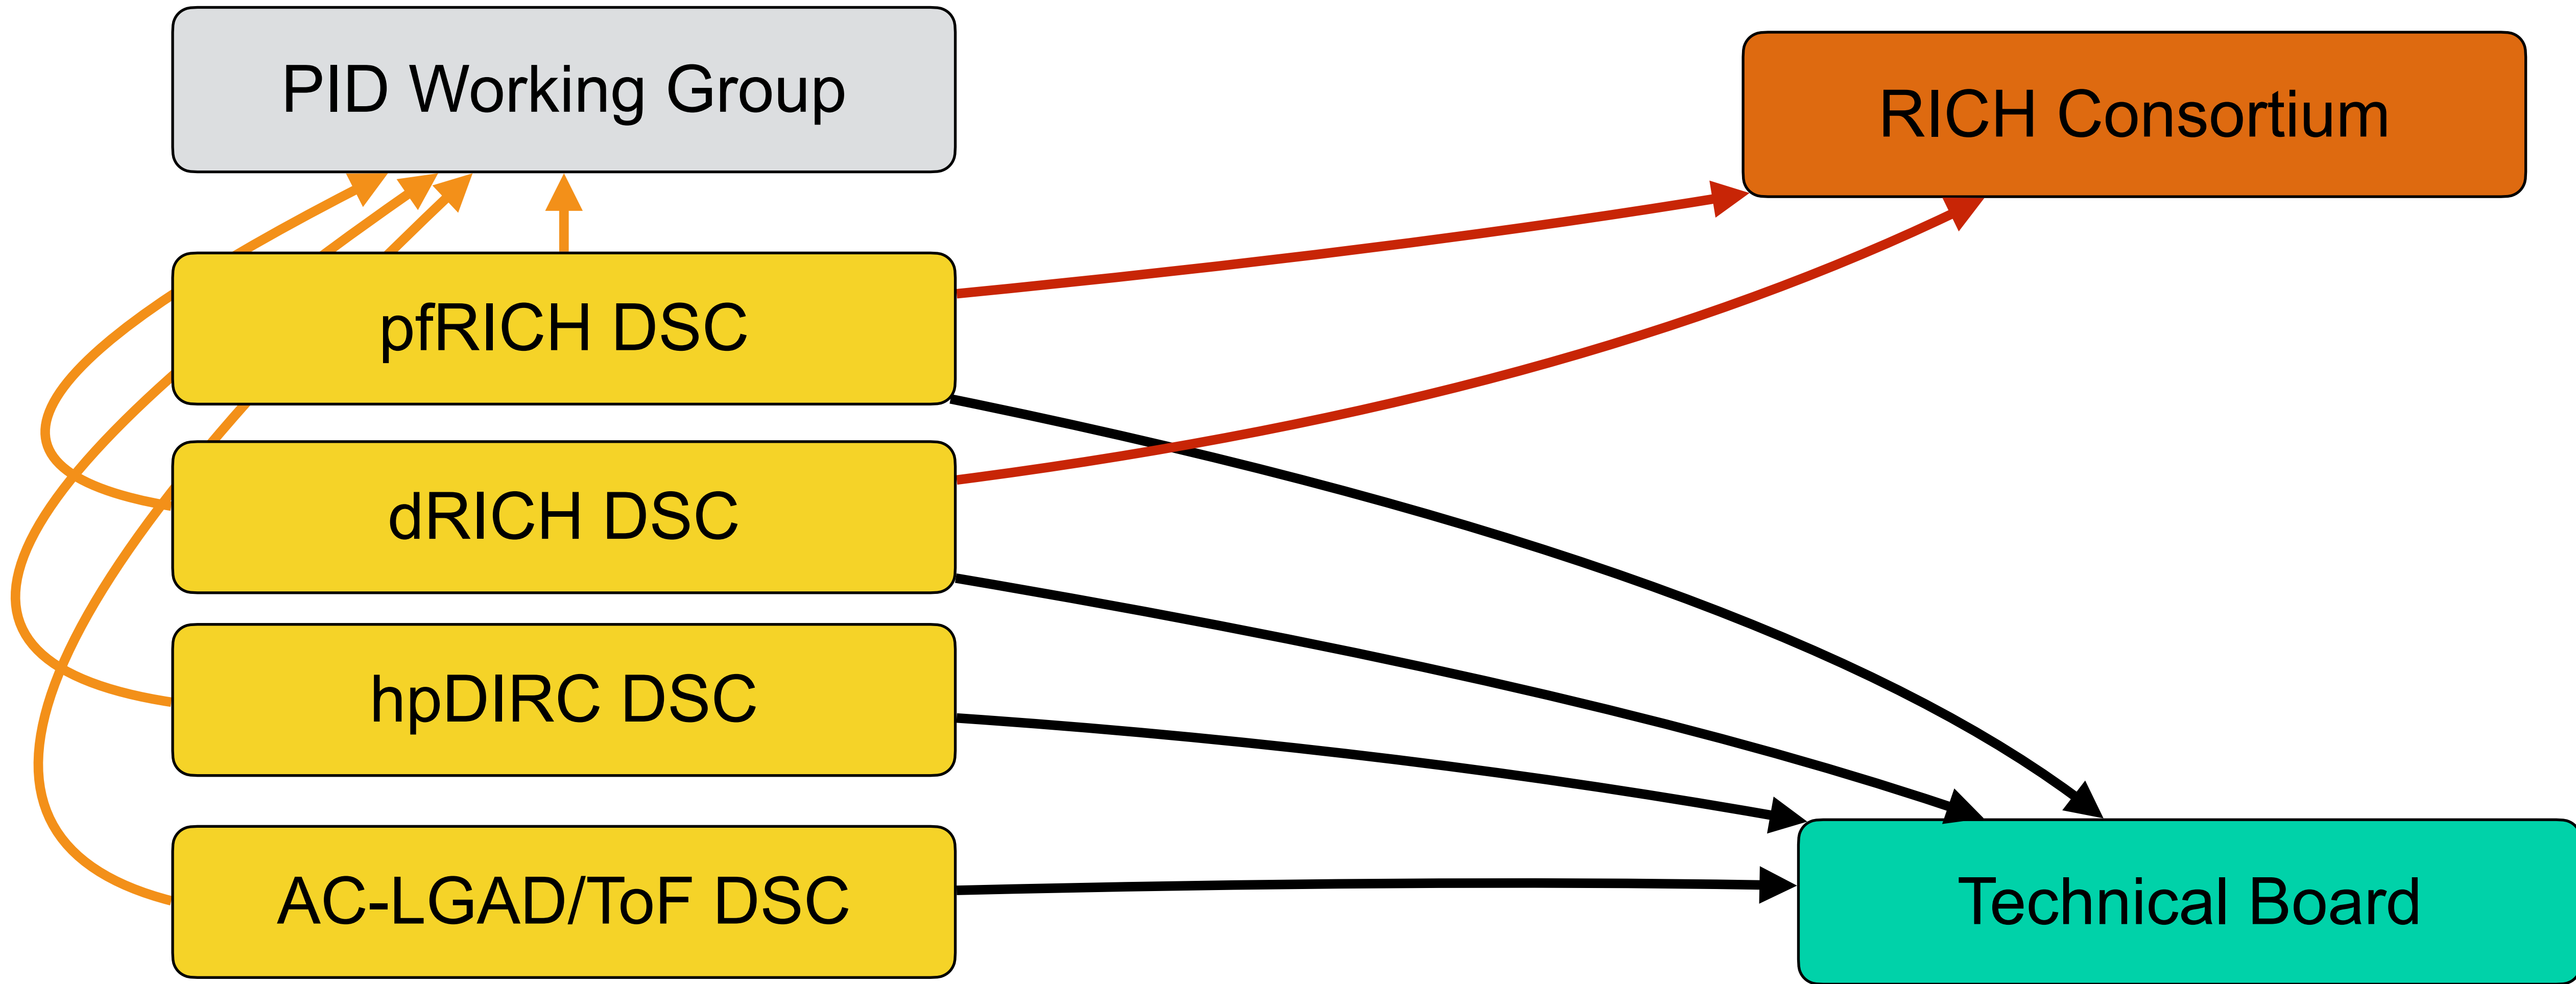 PID Working Group
RICH Consortium
pfRICH DSC
dRICH DSC
hpDIRC DSC
AC-LGAD/ToF DSC
Technical Board